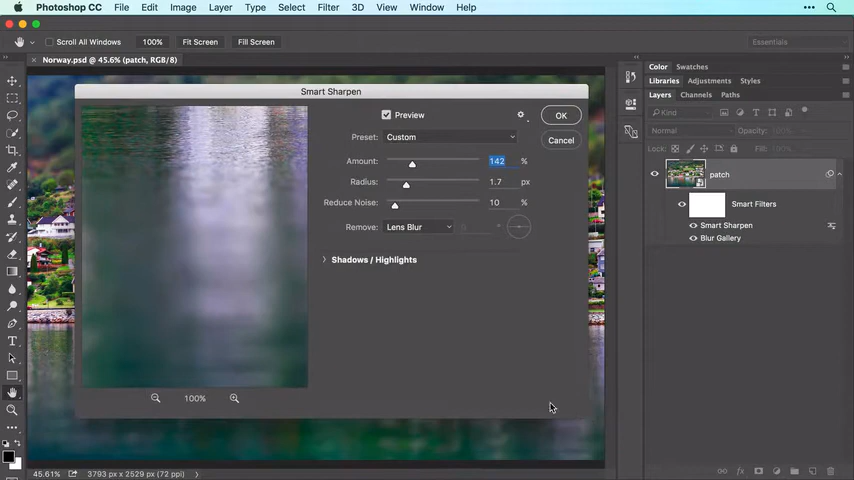 Photoshop CC File Edit Image Layer Type Select Filter 3D View Window Help
Scroll All Windows 100% Fit Screen Fill Screen Essentials
Norway.psd @ 45.6% (patch, RGB/8)
Color Swatches
Libraries Adjustments Styles
Layers Channels Paths
Kind
Normal Opacity: 100%
Lock: Fill: 100%
patch
Smart Filters
Smart Sharpen
Blur Gallery
Smart Sharpen
Preview
OK
Preset: Custom
Cancel
Amount: 142 %
Radius: 1.7 px
Reduce Noise: 10 %
Remove: Lens Blur
Shadows / Highlights
100%
45.61% 3793 px x 2529 px (72 ppi)